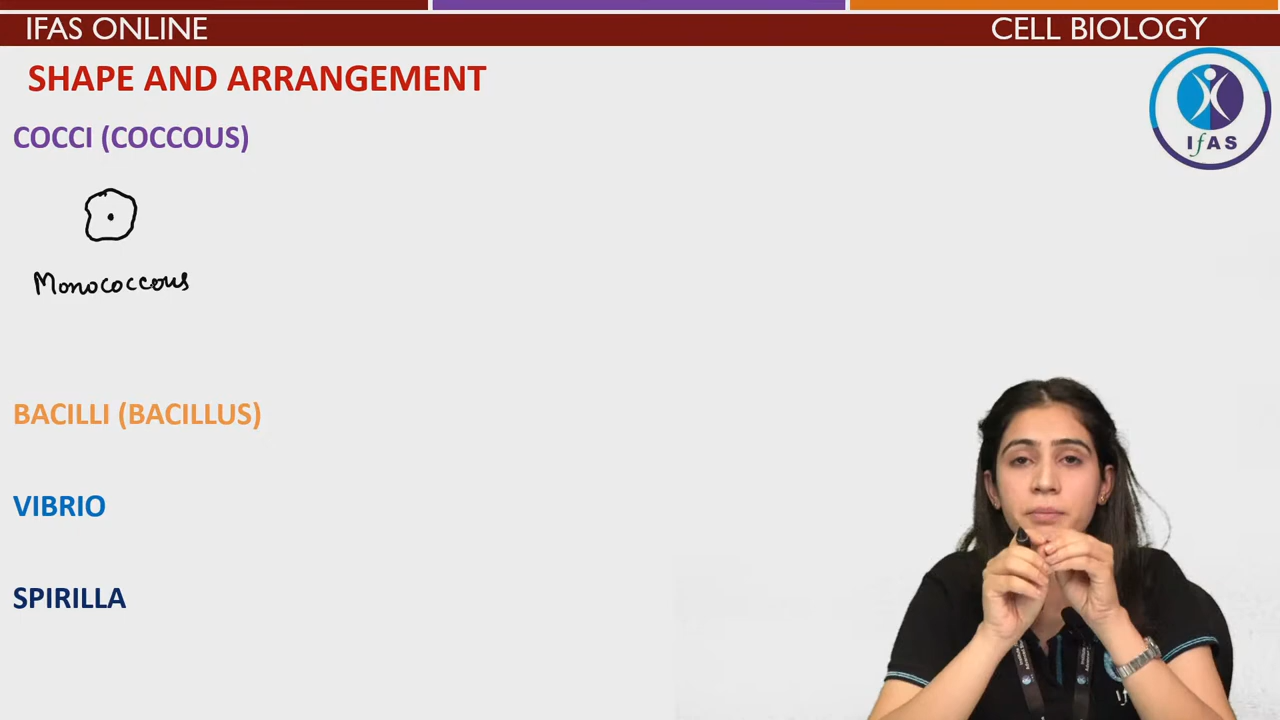 IFAS ONLINE
CELL BIOLOGY
SHAPE AND ARRANGEMENT
IfAS
COCCI (COCCOUS)
Monococcous
BACILLI (BACILLUS)
VIBRIO
SPIRILLA